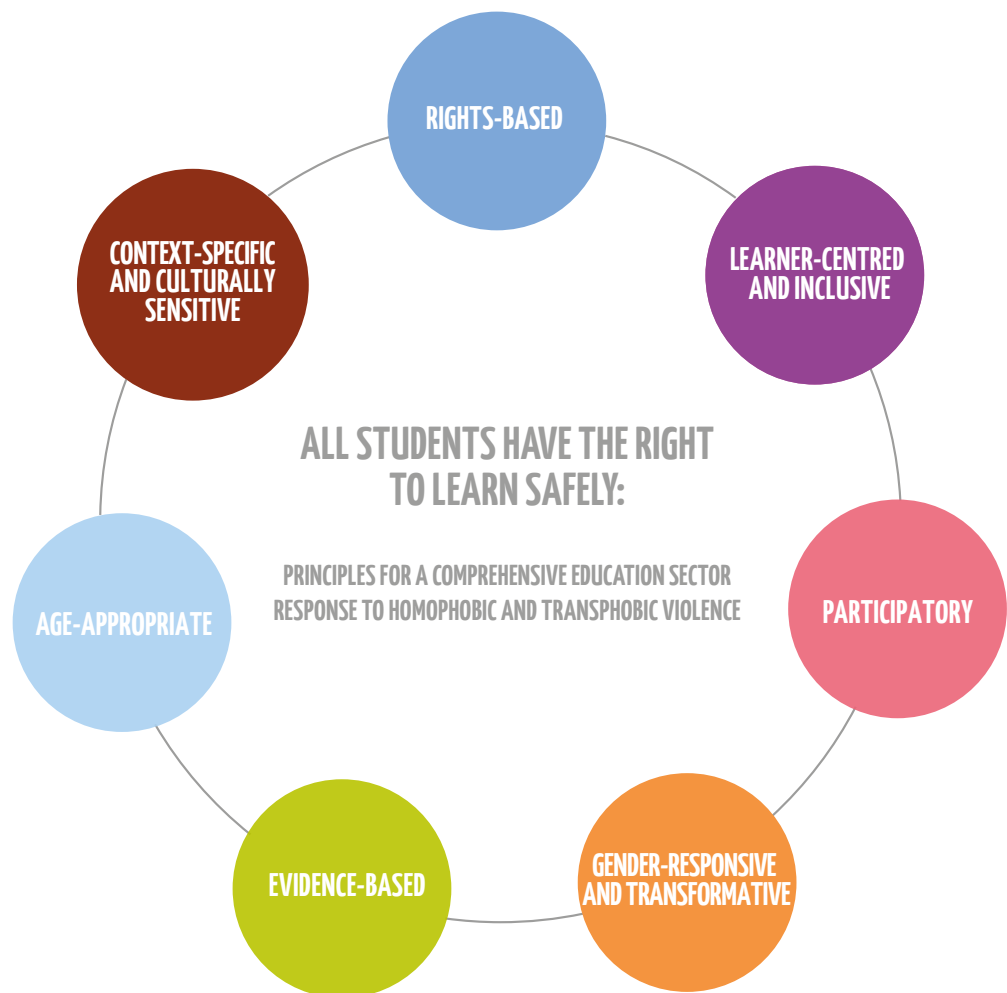 RIGHTS-BASED
LEARNER-CENTRED
AND INCLUSIVE
PARTICIPATORY
GENDER-RESPONSIVE
AND TRANSFORMATIVE
EVIDENCE-BASED
AGE-APPROPRIATE
CONTEXT-SPECIFIC
AND CULTURALLY
SENSITIVE
ALL STUDENTS HAVE THE RIGHT
TO LEARN SAFELY:
PRINCIPLES FOR A COMPREHENSIVE EDUCATION SECTOR
RESPONSE TO HOMOPHOBIC AND TRANSPHOBIC VIOLENCE